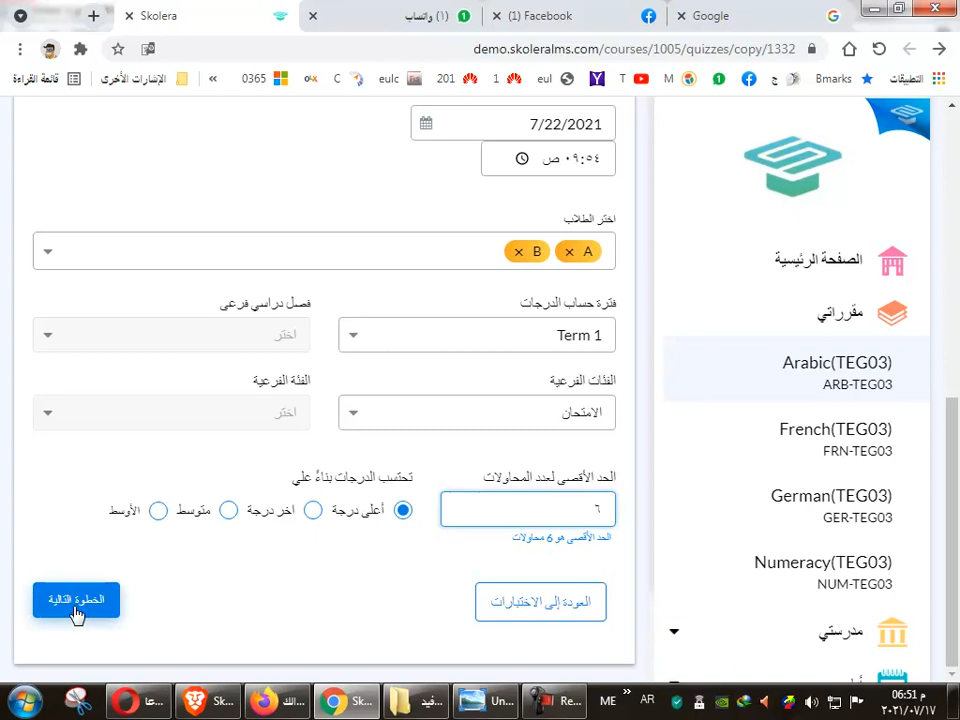 Skolera
(١) واتساب
(1) Facebook
Google
demo.skoleralms.com/courses/1005/quizzes/copy/1332
قائمة القراءة
الإشارات الأخرى
«
0365
C
eulc
201
1
eul
T
M
ج
Bmarks
التطبيقات
7/22/2021
٠٩:٥٤ ص
اختر الطلاب
A
B
فترة حساب الدرجات
فصل دراسي فرعى
Term 1
اختر
الفئات الفرعية
الفئة الفرعية
الامتحان
اختر
الحد الأقصى لعدد المحاولات
تحتسب الدرجات بناءً علي
٦
أعلى درجة
اخر درجة
متوسط
الأوسط
الحد الأقصى هو 6 محاولات
العودة إلى الاختبارات
الخطوة التالية
الصفحة الرئيسية
مقرراتي
Arabic(TEG03)
ARB-TEG03
French(TEG03)
FRN-TEG03
German(TEG03)
GER-TEG03
Numeracy(TEG03)
NUM-TEG03
مدرستي
Sk...
Sk...
Un...
Re...
ME
AR
06:51 م
٢٠٢١/٠٧/١٧